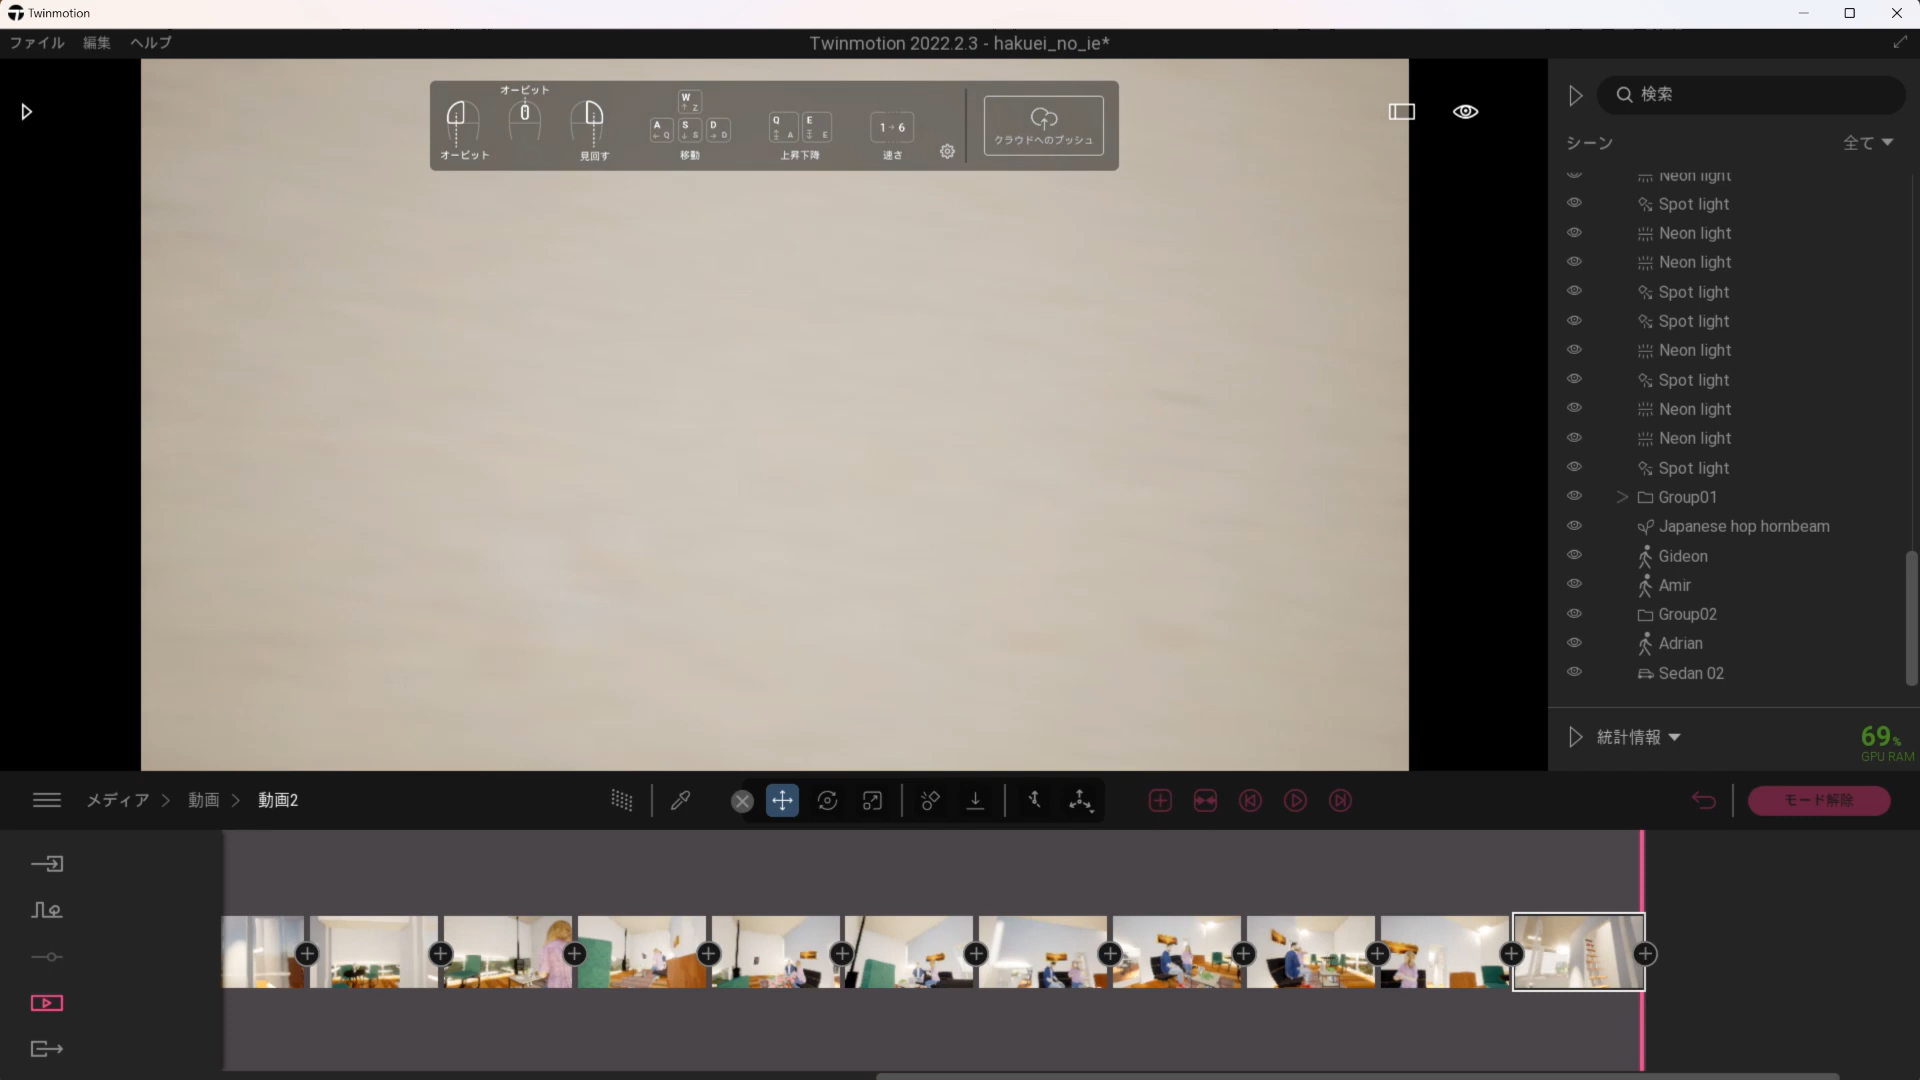 Twinmotion
ファイル 編集 ヘルプ
Twinmotion 2022.2.3 - hakuei_no_ie*
オービット
オービット
見回す
W
Z
A
Q
S
S
D
D
移動
Q
A
E
E
上昇下降
1 6
速さ
クラウドへのプッシュ
検索
シーン
全て
Neon light
Spot light
Neon light
Neon light
Spot light
Spot light
Neon light
Spot light
Neon light
Neon light
Spot light
Group01
Japanese hop hornbeam
Gideon
Amir
Group02
Adrian
Sedan 02
統計情報
69%
GPU RAM
メディア > 動画 > 動画2
モード解除